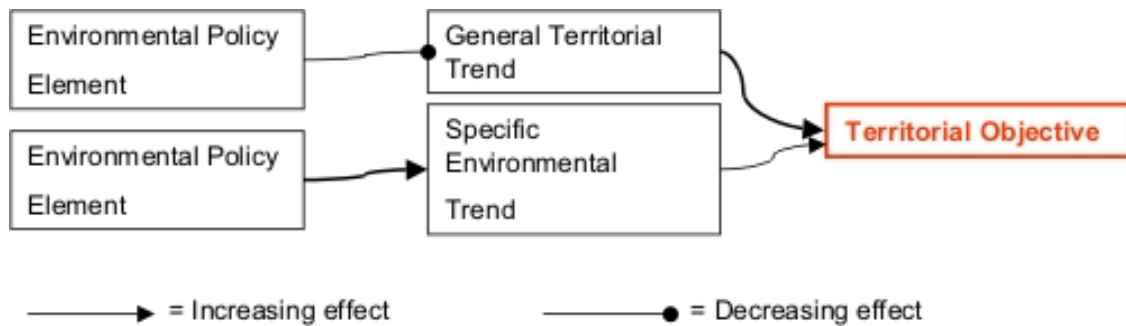 Environmental Policy
Element
General Territorial
Trend
Environmental Policy
Element
Specific
Environmental
Trend
Territorial Objective
= Increasing effect
= Decreasing effect